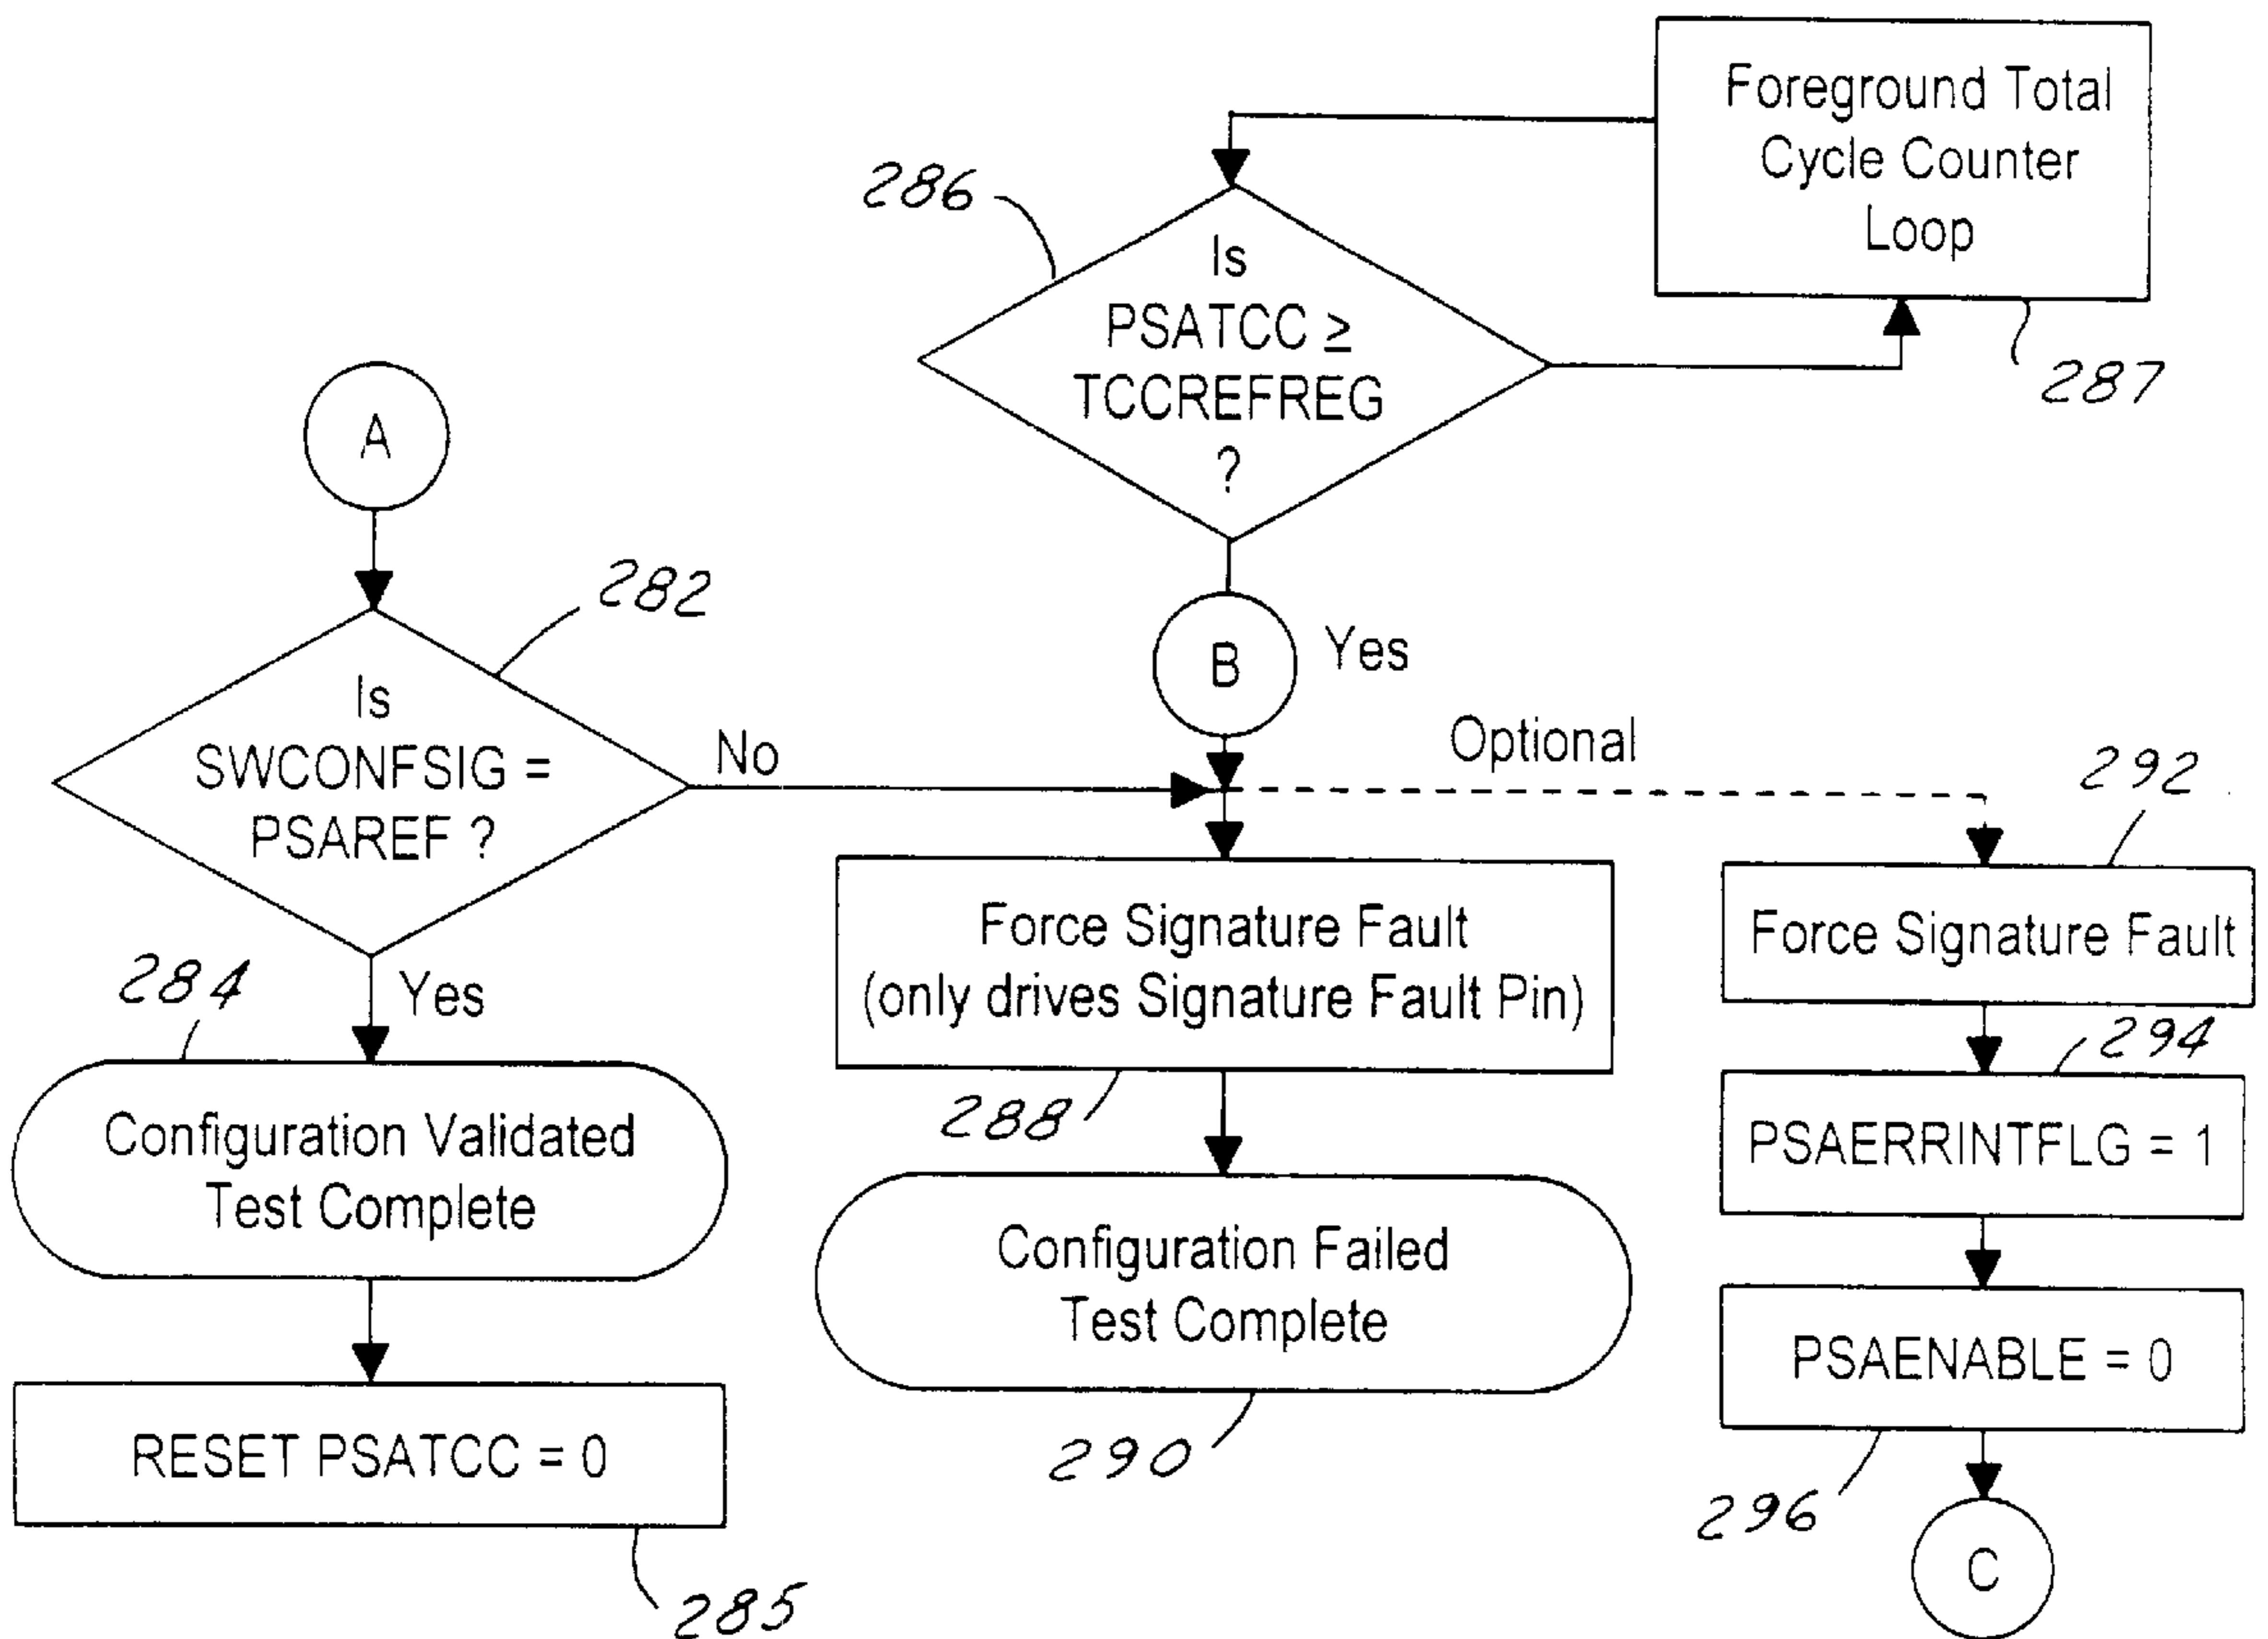 Foreground Total
Cycle Counter
Loop
287
286
Is
PSATCC ≥
TCCREFREG
?
A
282
Is
SWCONFSIG =
PSAREF ?
No
Yes
B
Yes
Optional
284
Configuration Validated
Test Complete
RESET PSATCC = 0
285
Force Signature Fault
(only drives Signature Fault Pin)
288
Configuration Failed
Test Complete
290
292
Force Signature Fault
294
PSAERRINTFLG = 1
PSAENABLE = 0
296
C